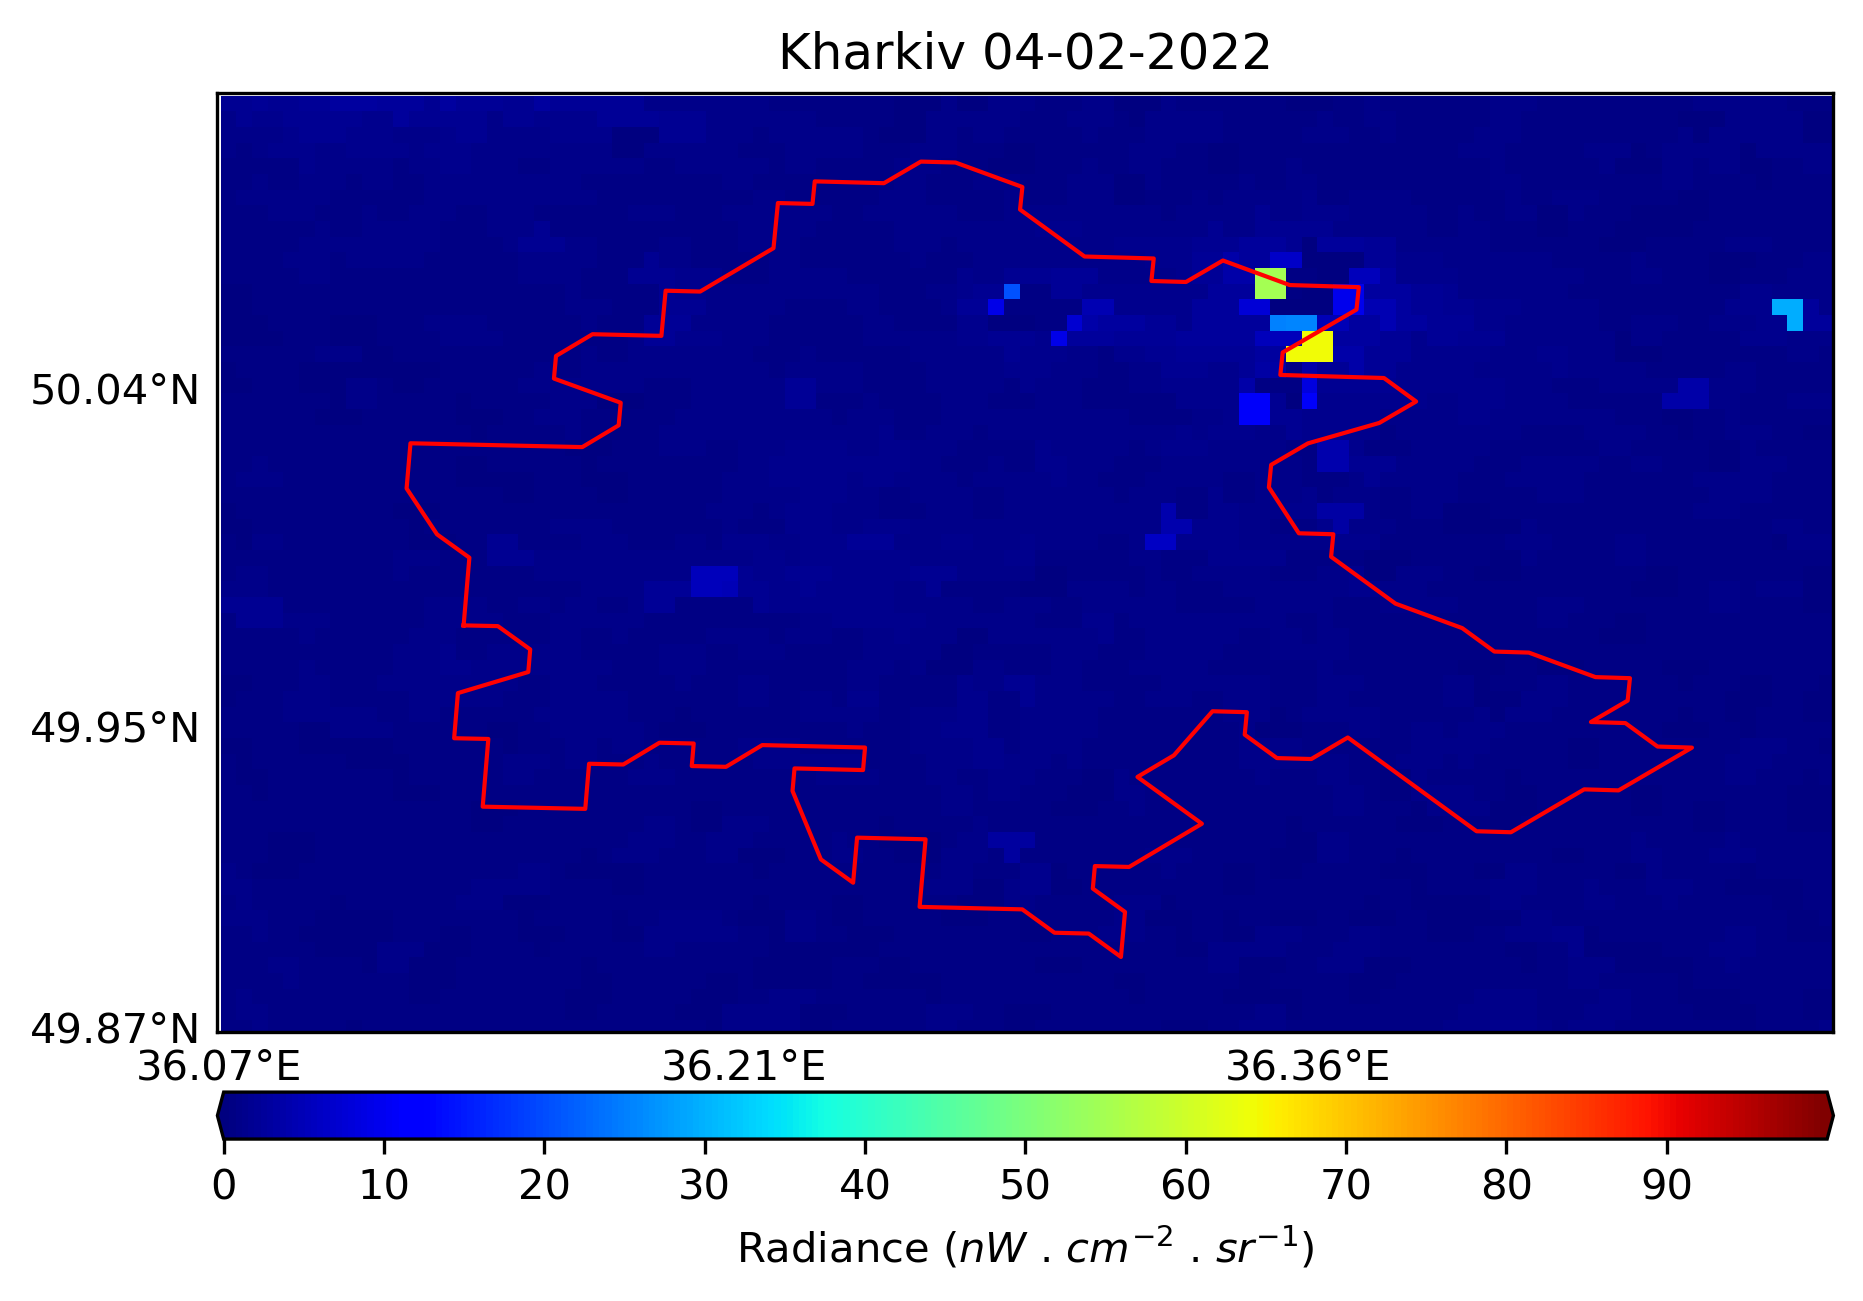 Kharkiv 04-02-2022
50.04°N
49.95°N
49.87°N
36.07°E 36.21°E 36.36°E
0 10 20 30 40 50 60 70 80 90
Radiance (nW . cm⁻² . sr⁻¹)